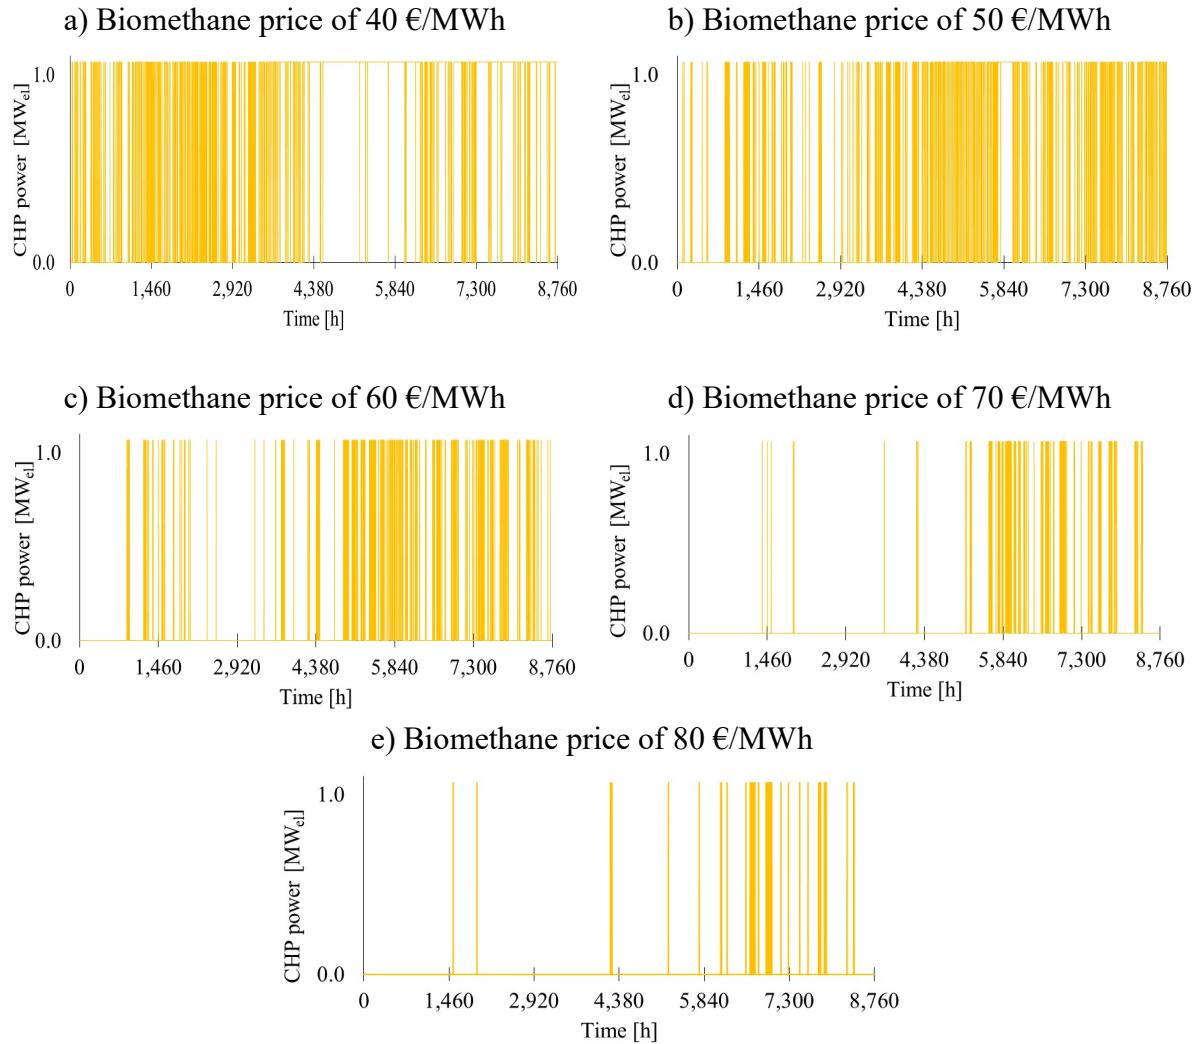 a) Biomethane price of 40 €/MWh
CHP power [MWel]
1.0
0.0
0 1,460 2,920 4,380 5,840 7,300 8,760
Time [h]
b) Biomethane price of 50 €/MWh
CHP power [MWel]
1.0
0.0
0 1,460 2,920 4,380 5,840 7,300 8,760
Time [h]
c) Biomethane price of 60 €/MWh
CHP power [MWel]
1.0
0.0
0 1,460 2,920 4,380 5,840 7,300 8,760
Time [h]
d) Biomethane price of 70 €/MWh
CHP power [MWel]
1.0
0.0
0 1,460 2,920 4,380 5,840 7,300 8,760
Time [h]
e) Biomethane price of 80 €/MWh
CHP power [MWel]
1.0
0.0
0 1,460 2,920 4,380 5,840 7,300 8,760
Time [h]